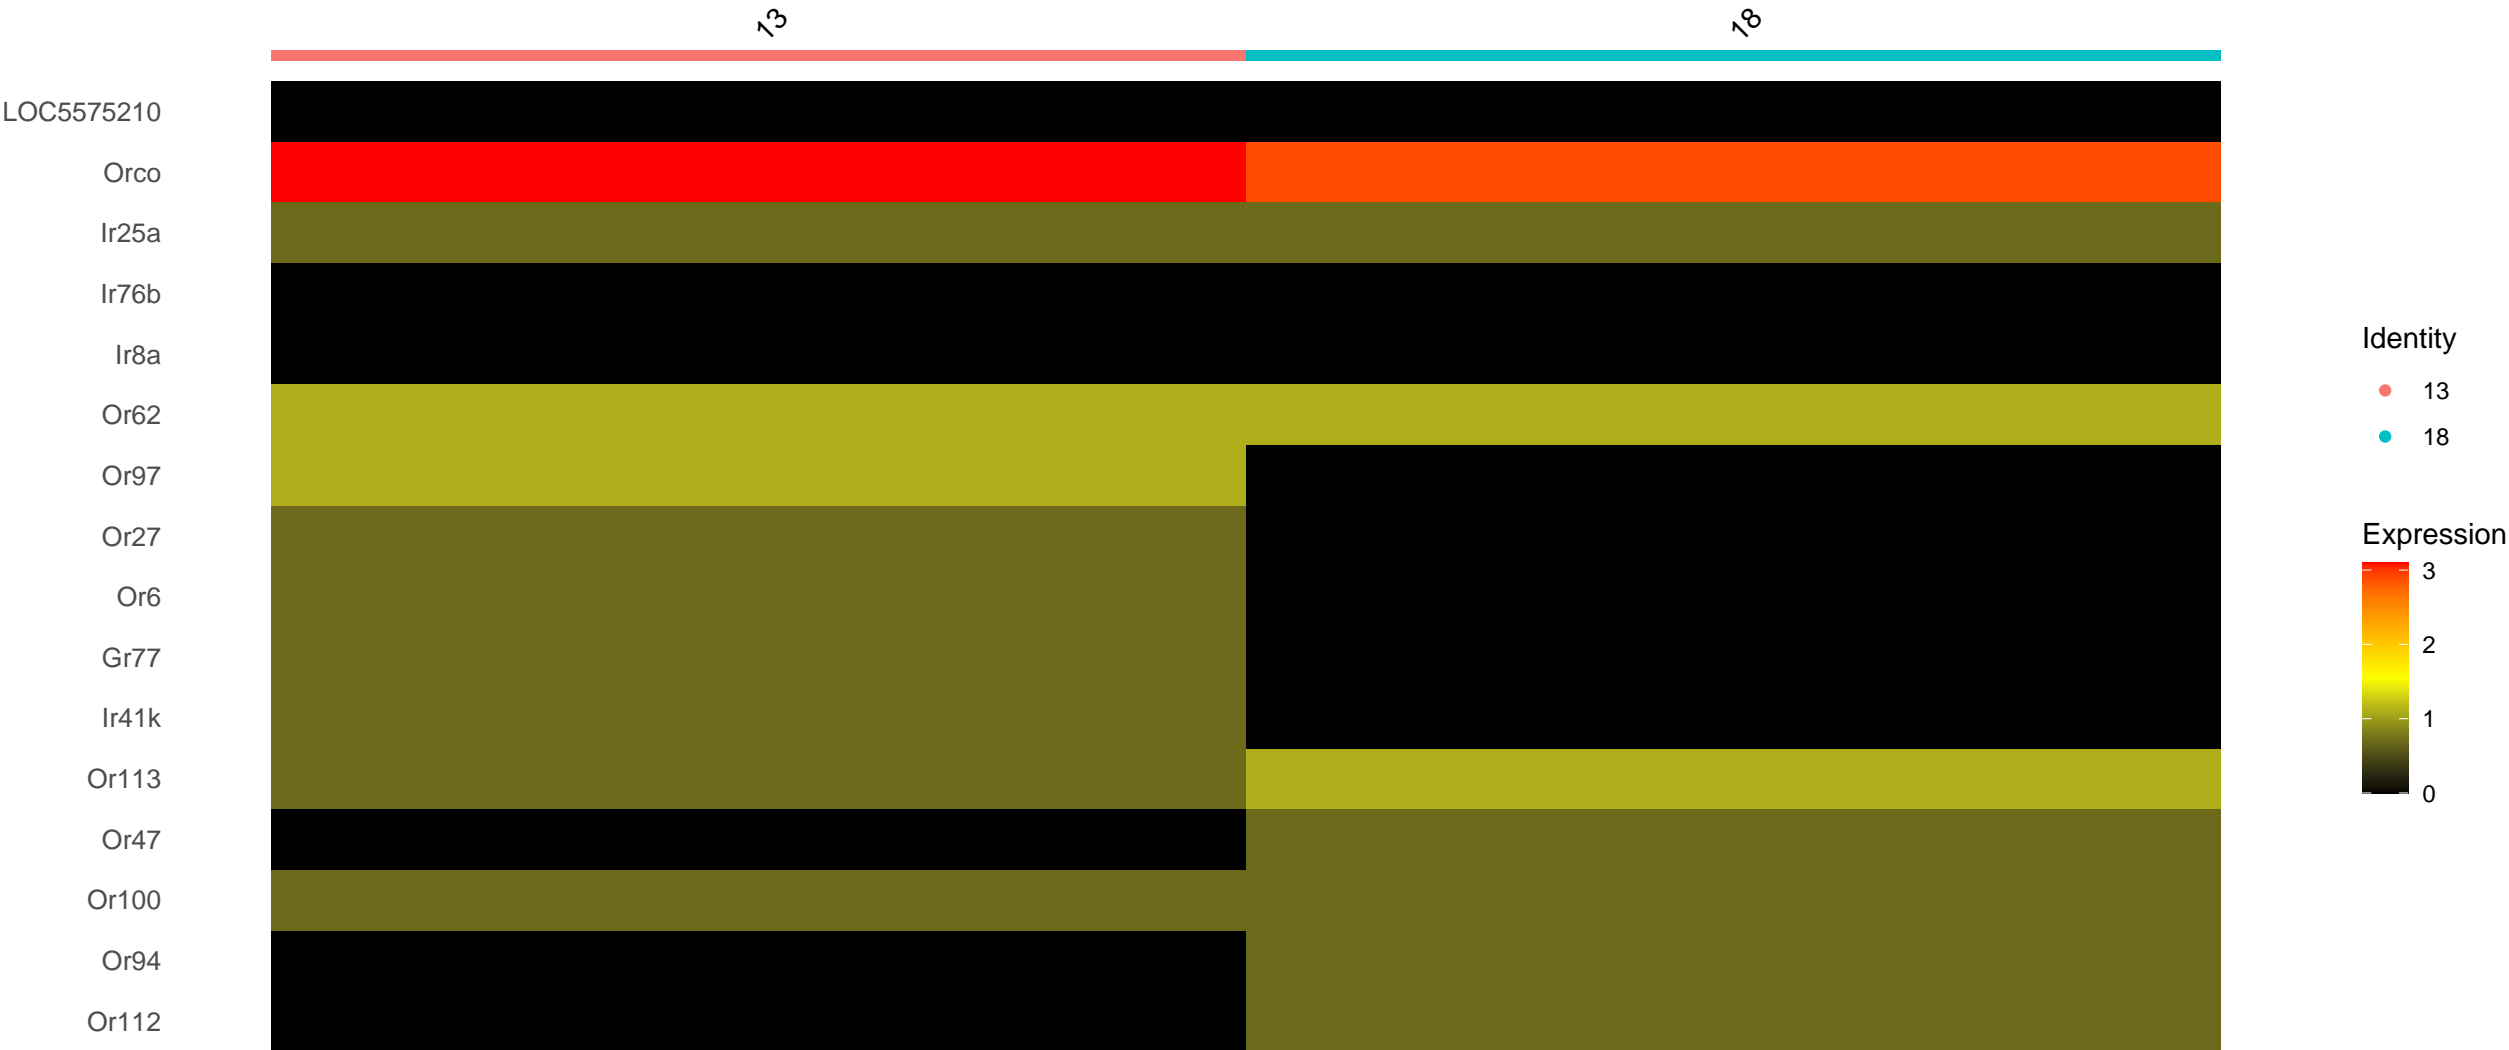 13
18
LOC5575210
Orco
Ir25a
Ir76b
Ir8a
Or62
Or97
Or27
Or6
Gr77
Ir41k
Or113
Or47
Or100
Or94
Or112
Identity
13
18
Expression
3
2
1
0